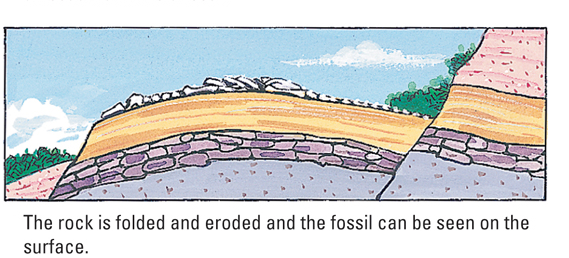 The rock is folded and eroded and the fossil can be seen on the
surface.